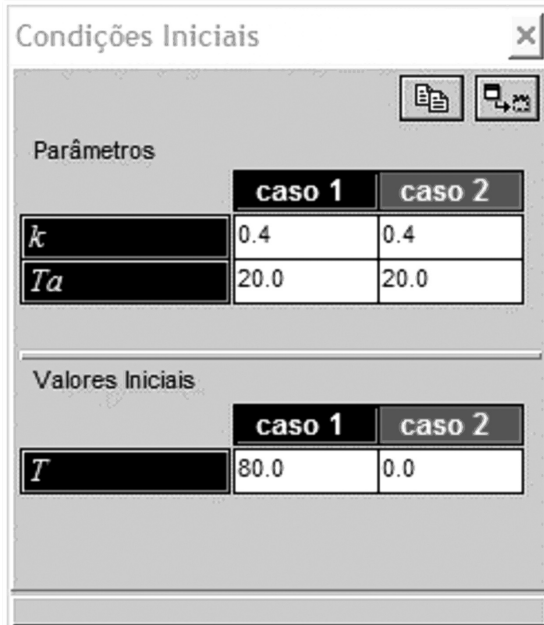 Condições Iniciais
Parâmetros
caso 1 caso 2
k 0.4 0.4
Ta 20.0 20.0
Valores Iniciais
caso 1 caso 2
T 80.0 0.0